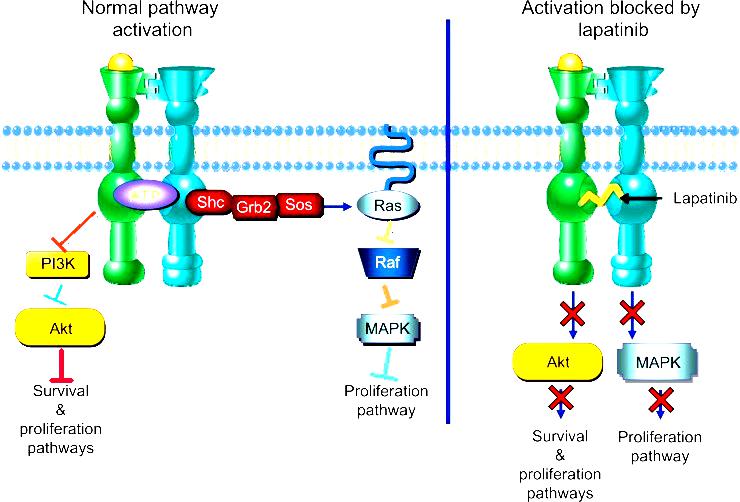 Normal pathway
activation
ATP
Shc
Grb2
Sos
Ras
PI3K
Raf
Akt
MAPK
Survival
&
proliferation
pathways
Proliferation
pathway
Activation blocked by
lapatinib
Lapatinib
Akt
MAPK
Survival
&
proliferation
pathways
Proliferation
pathway